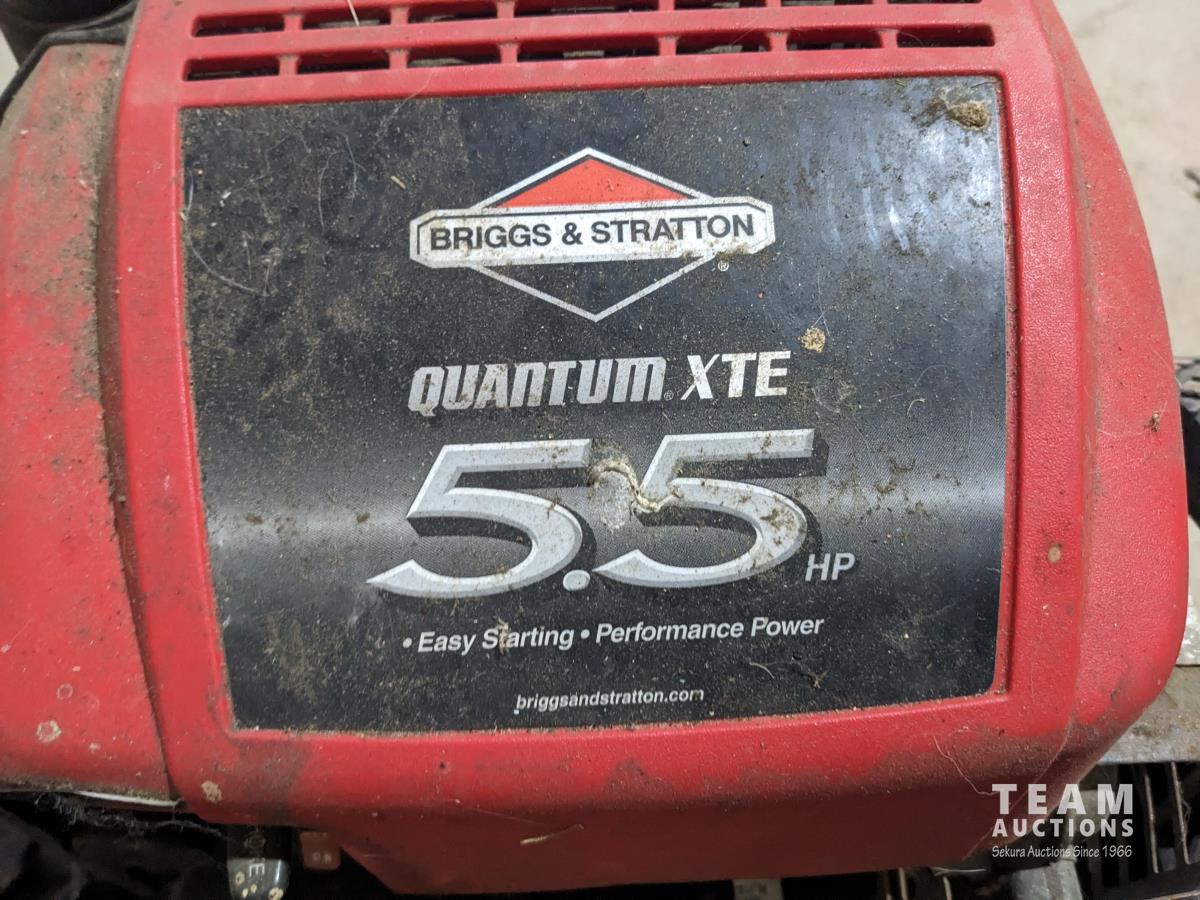 BRIGGS & STRATTON
®
QUANTUM® XTE
5.5 HP
• Easy Starting • Performance Power
briggsandstratton.com
TEAM
AUCTIONS
Sekura Auctions Since 1966